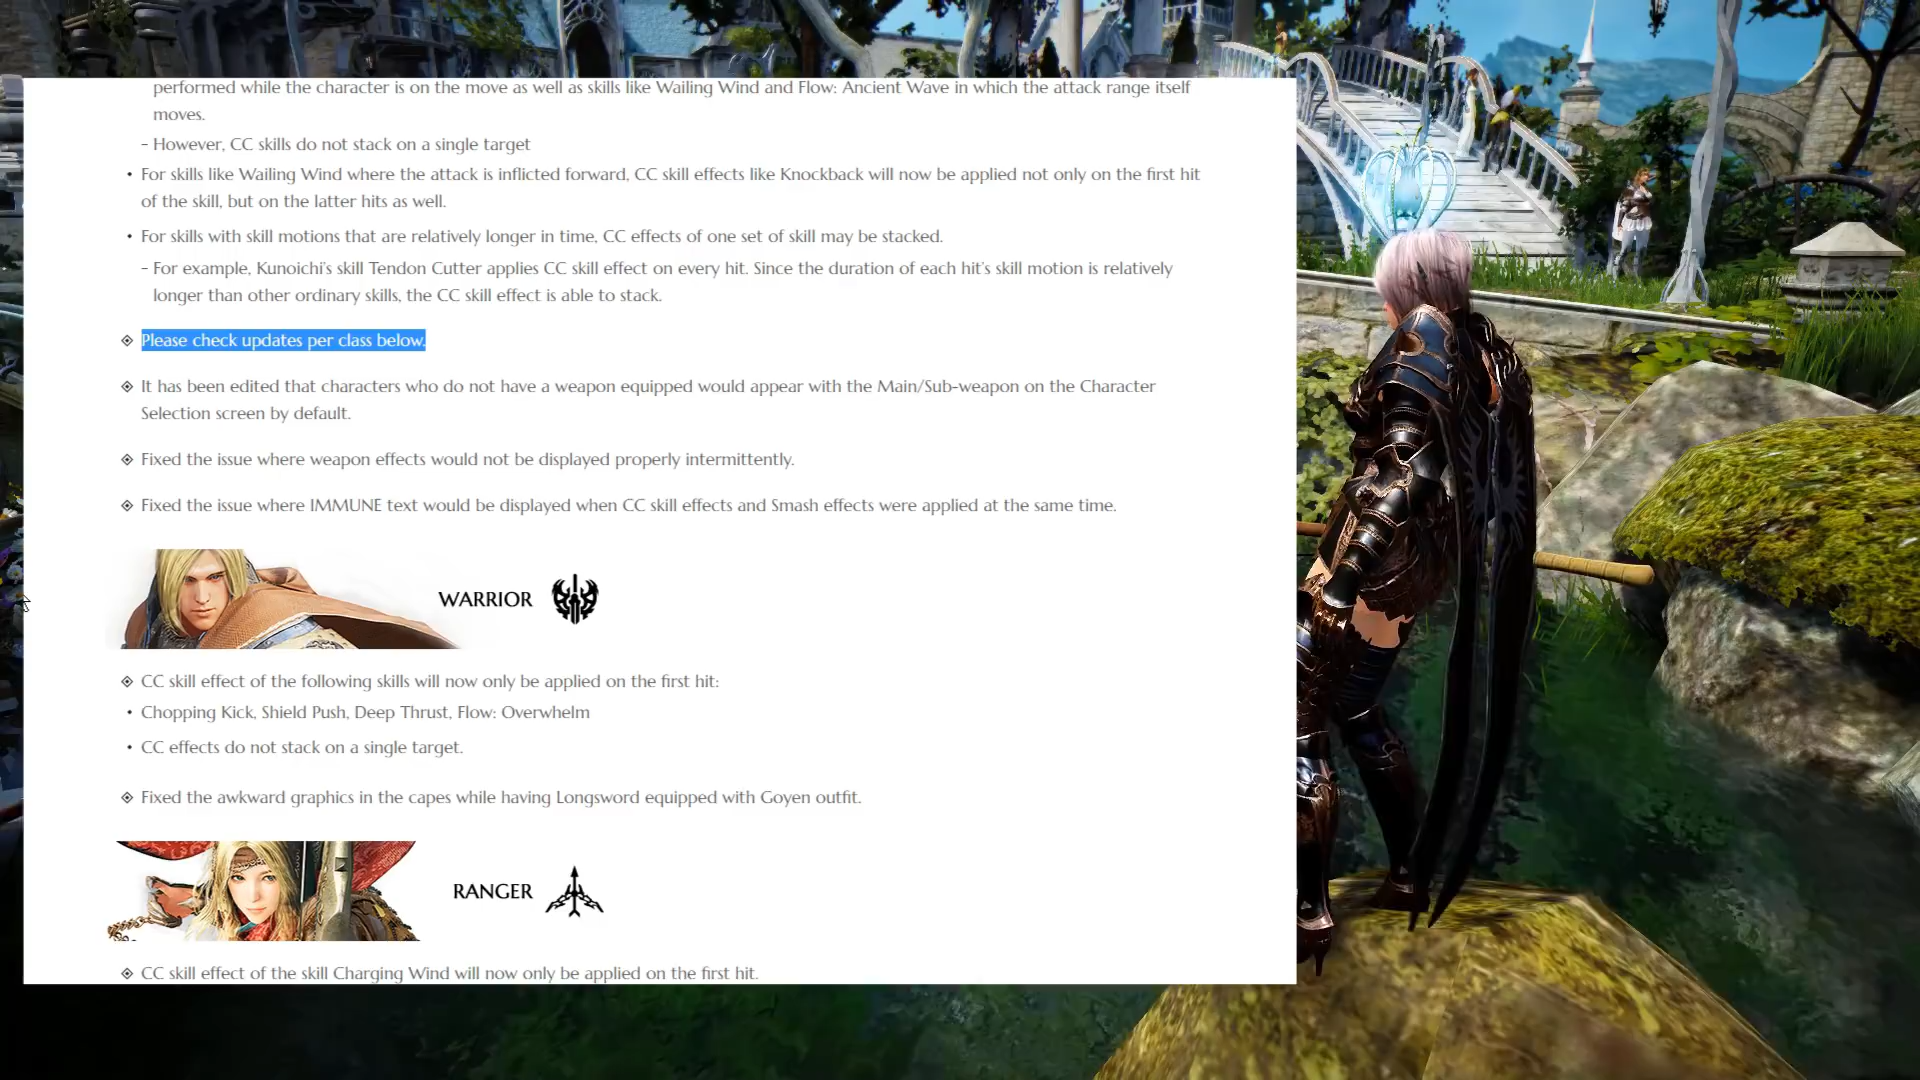 performed while the character is on the move as well as skills like Wailing Wind and Flow: Ancient Wave in which the attack range itself
moves.
- However, CC skills do not stack on a single target
• For skills like Wailing Wind where the attack is inflicted forward, CC skill effects like Knockback will now be applied not only on the first hit
of the skill, but on the latter hits as well.
• For skills with skill motions that are relatively longer in time, CC effects of one set of skill may be stacked.
- For example, Kunoichi's skill Tendon Cutter applies CC skill effect on every hit. Since the duration of each hit's skill motion is relatively
longer than other ordinary skills, the CC skill effect is able to stack.
Please check updates per class below.
It has been edited that characters who do not have a weapon equipped would appear with the Main/Sub-weapon on the Character
Selection screen by default.
Fixed the issue where weapon effects would not be displayed properly intermittently.
Fixed the issue where IMMUNE text would be displayed when CC skill effects and Smash effects were applied at the same time.
WARRIOR
CC skill effect of the following skills will now only be applied on the first hit:
• Chopping Kick, Shield Push, Deep Thrust, Flow: Overwhelm
• CC effects do not stack on a single target.
Fixed the awkward graphics in the capes while having Longsword equipped with Goyen outfit.
RANGER
CC skill effect of the skill Charging Wind will now only be applied on the first hit.